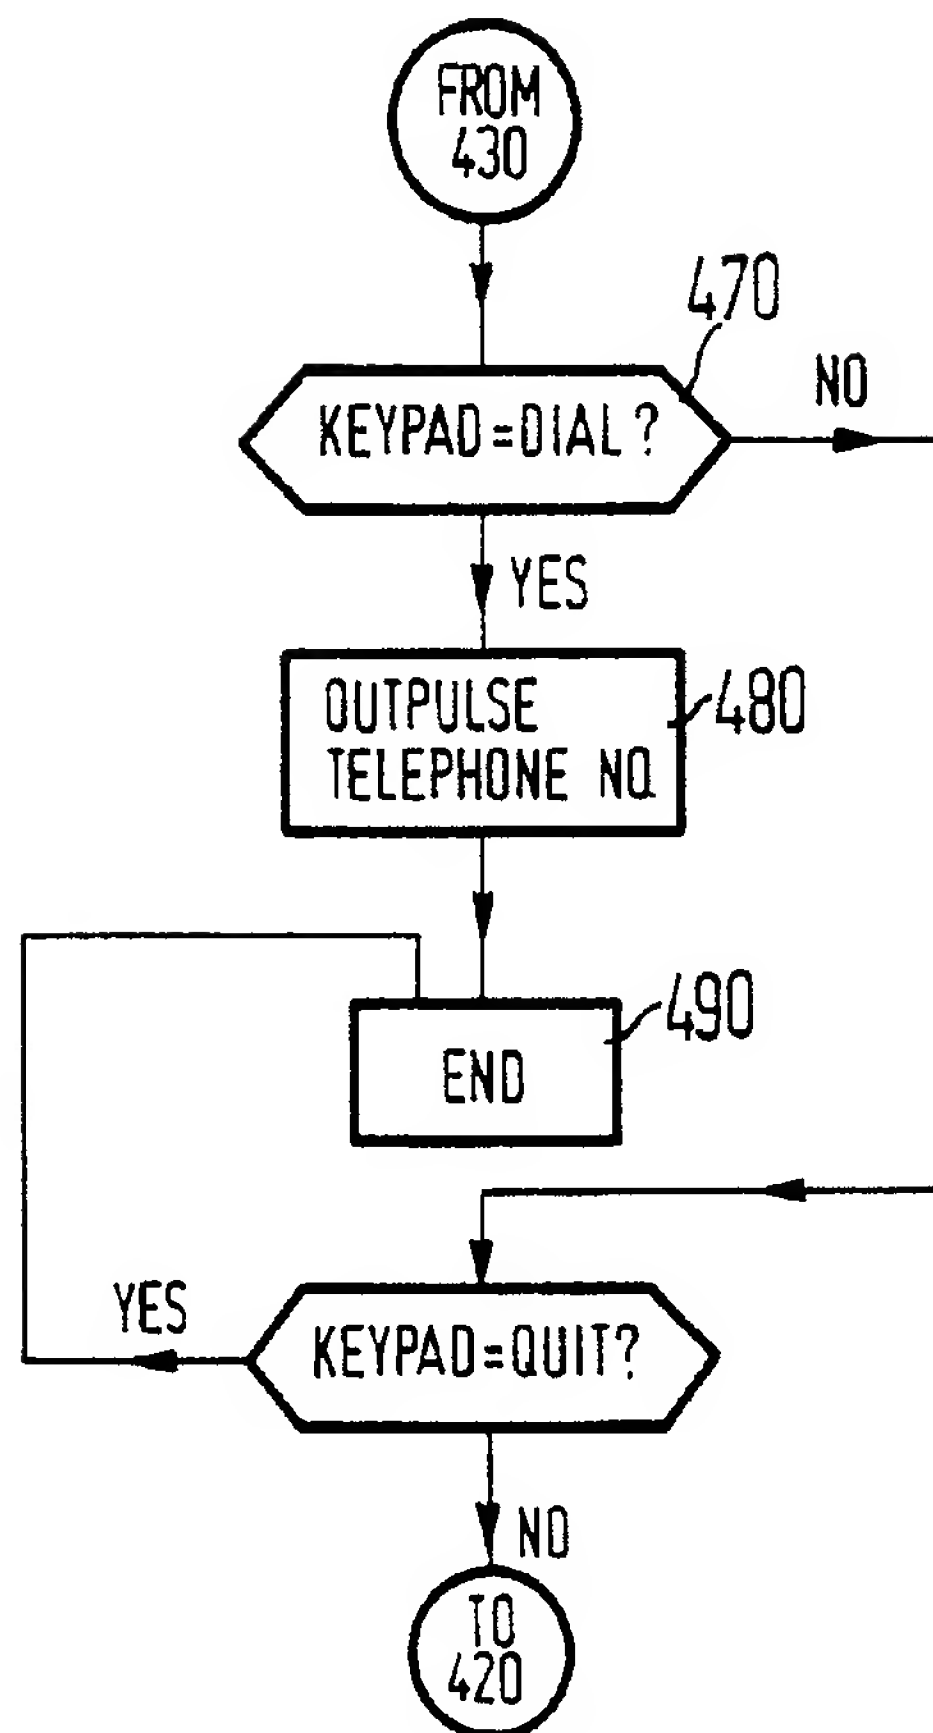 FROM
430
470
KEYPAD=DIAL?
NO
YES
OUTPULSE
TELEPHONE NO.
480
490
END
YES
KEYPAD=QUIT?
NO
TO
420